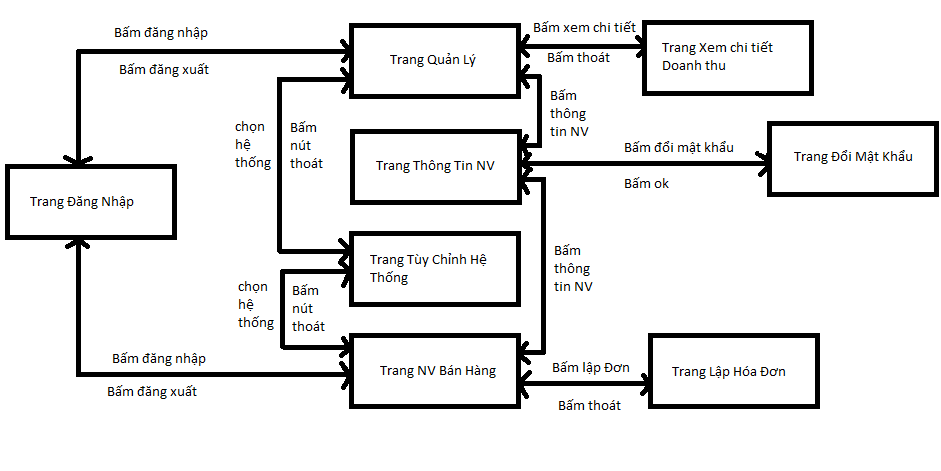 Bấm đăng nhập
Bấm đăng xuất
Trang Quản Lý
Bấm xem chi tiết
Bấm thoát
Trang Xem chi tiết
Doanh thu
chọn
hệ
thống
Bấm
nút
thoát
Bấm
thông
tin NV
Trang Thông Tin NV
Bấm đổi mật khẩu
Bấm ok
Trang Đổi Mật Khẩu
Trang Đăng Nhập
Trang Tùy Chỉnh Hệ
Thống
Bấm
thông
tin NV
chọn
hệ
thống
Bấm
nút
thoát
Bấm đăng nhập
Bấm đăng xuất
Trang NV Bán Hàng
Bấm lập Đơn
Bấm thoát
Trang Lập Hóa Đơn